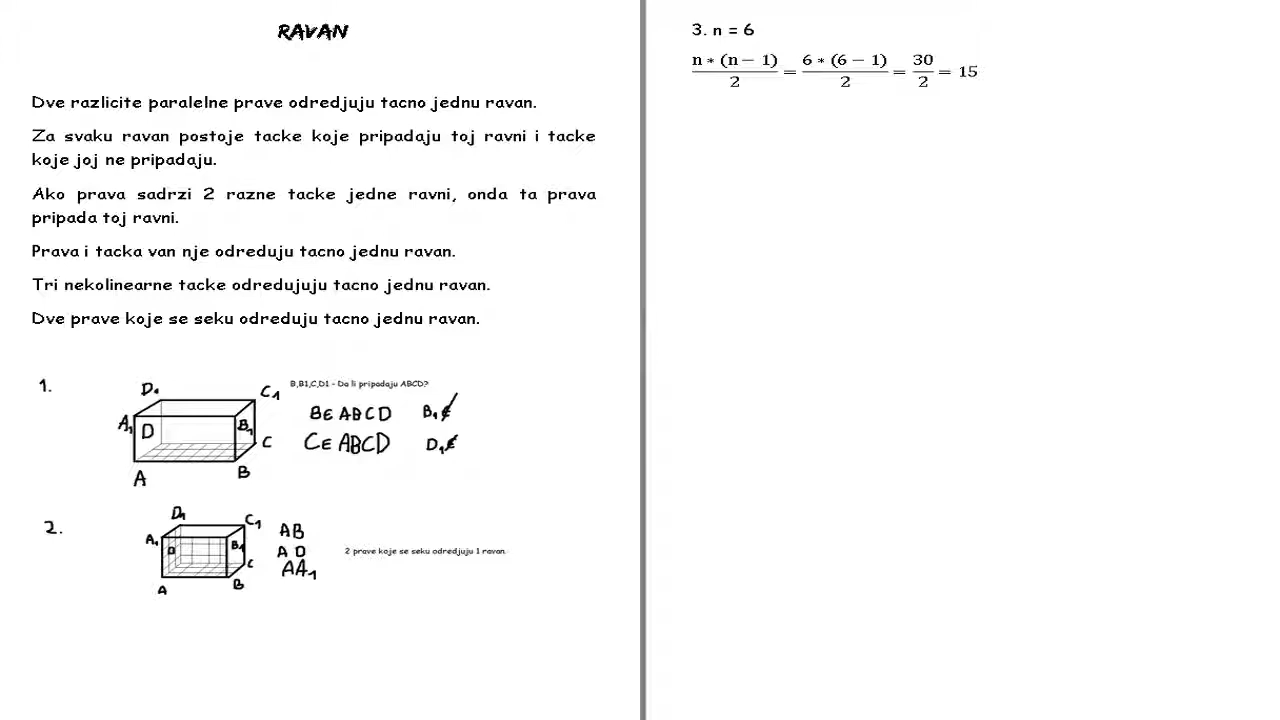 RAVAN
Dve razlicite paralelne prave odredjuju tacno jednu ravan.
Za svaku ravan postoje tacke koje pripadaju toj ravni i tacke
koje joj ne pripadaju.
Ako prava sadrzi 2 razne tacke jedne ravni, onda ta prava
pripada toj ravni.
Prava i tacka van nje odreduju tacno jednu ravan.
Tri nekolinearne tacke odredujuju tacno jednu ravan.
Dve prave koje se seku odreduju tacno jednu ravan.
1.
D1
C1
B,B1,C,D1 - Da li pripadaju ABCD?
A1
D
B1
C
A
B
B∈ABCD B1∉
C∈ABCD D1∉
2.
D1
C1
A1
D
B1
C
A
B
AB
AD
AA1
2 prave koje se seku odredjuju 1 ravan.
3. n = 6
n * (n − 1) / 2 = 6 * (6 − 1) / 2 = 30 / 2 = 15